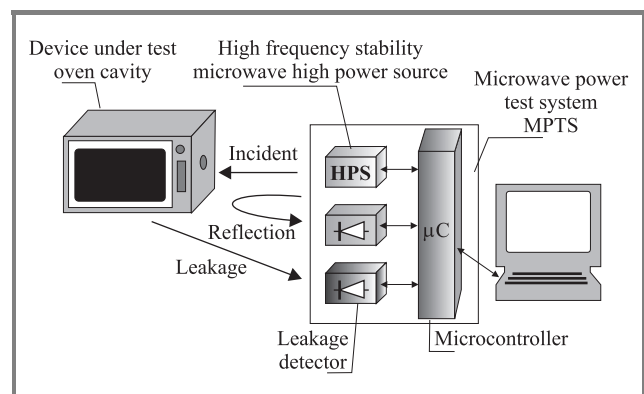 Device under test
oven cavity
High frequency stability
microwave high power source
Microwave power
test system
MPTS
Incident
HPS
Reflection
μC
Leakage
Leakage
detector
Microcontroller